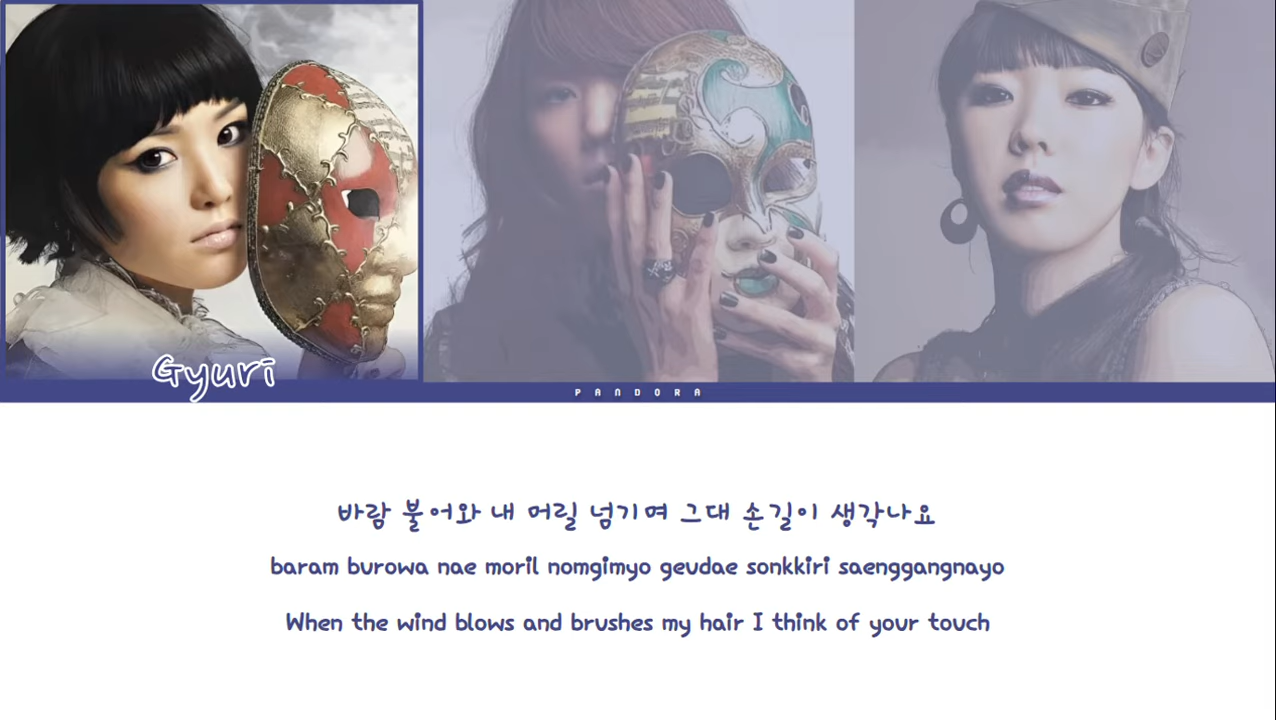 Gyuri
PANDORA
바람 불어와 내 머릴 넘기며 그대 손길이 생각나요
baram burowa nae moril nomgimyo geudae sonkkiri saenggangnayo
When the wind blows and brushes my hair I think of your touch